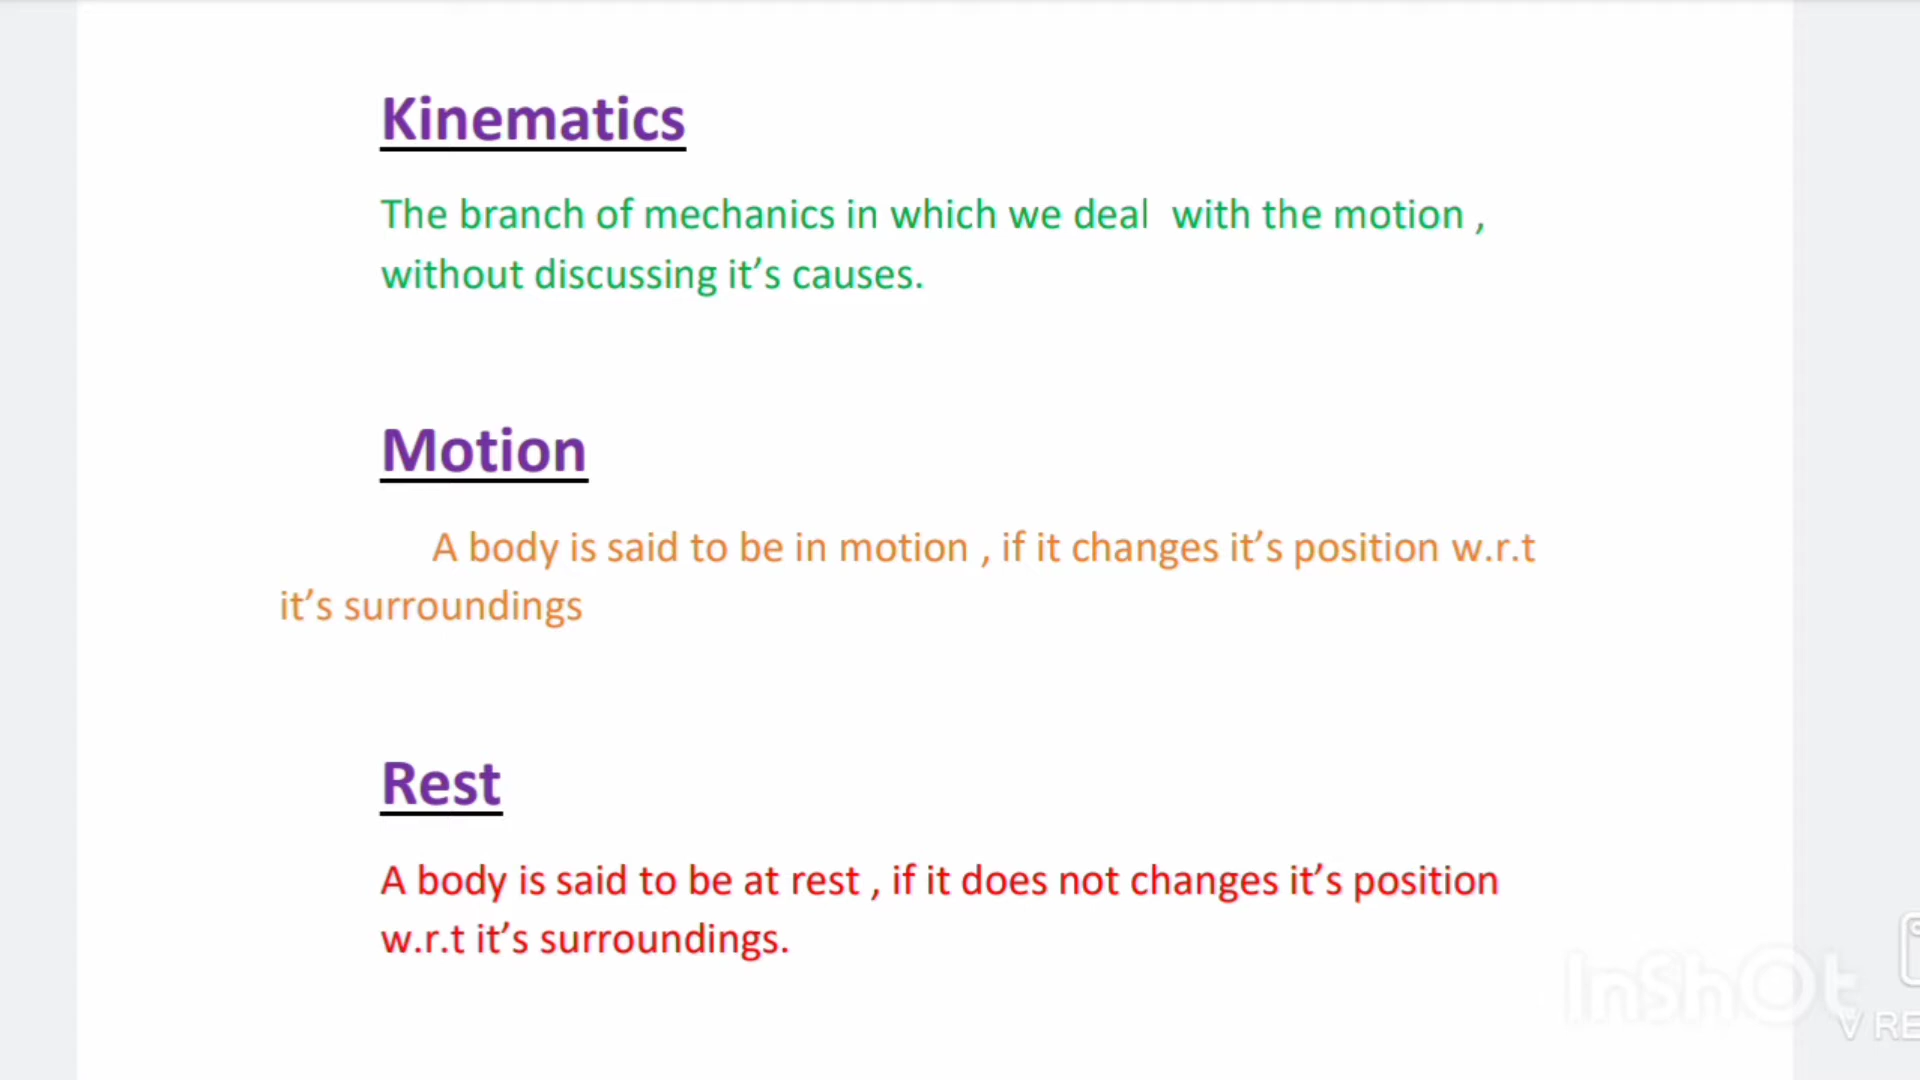 Kinematics
The branch of mechanics in which we deal  with the motion ,
without discussing it’s causes.
Motion
A body is said to be in motion , if it changes it’s position w.r.t
it’s surroundings
Rest
A body is said to be at rest , if it does not changes it’s position
w.r.t it’s surroundings.
InShOt
V RE